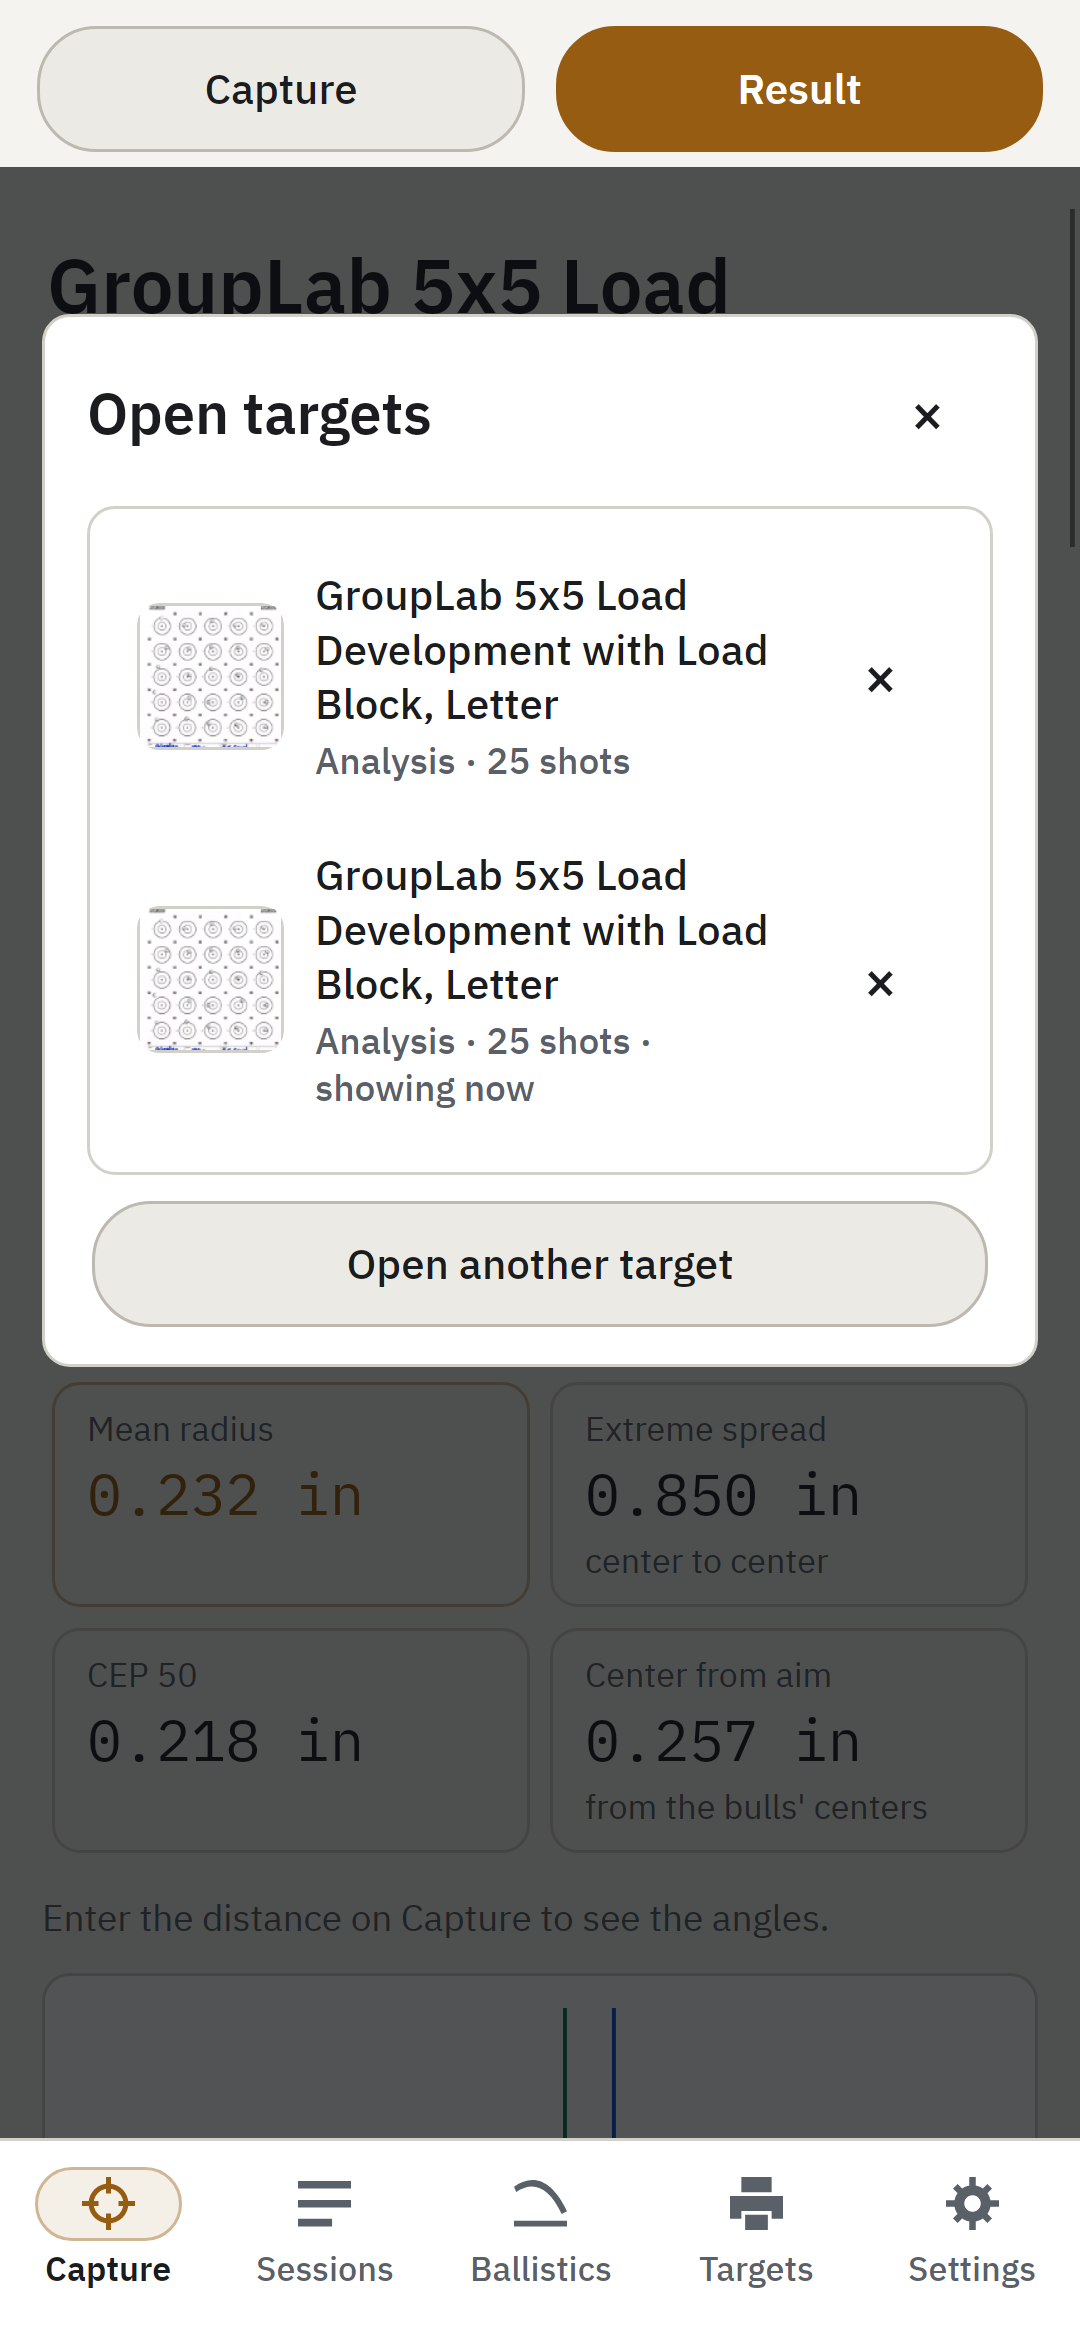 Capture
Result
GroupLab 5x5 Load
Open targets
×
GroupLab 5x5 Load
Development with Load
Block, Letter
Analysis · 25 shots
×
GroupLab 5x5 Load
Development with Load
Block, Letter
Analysis · 25 shots ·
showing now
×
Open another target
Mean radius
0.232 in
Extreme spread
0.850 in
center to center
CEP 50
0.218 in
Center from aim
0.257 in
from the bulls' centers
Enter the distance on Capture to see the angles.
Capture
Sessions
Ballistics
Targets
Settings